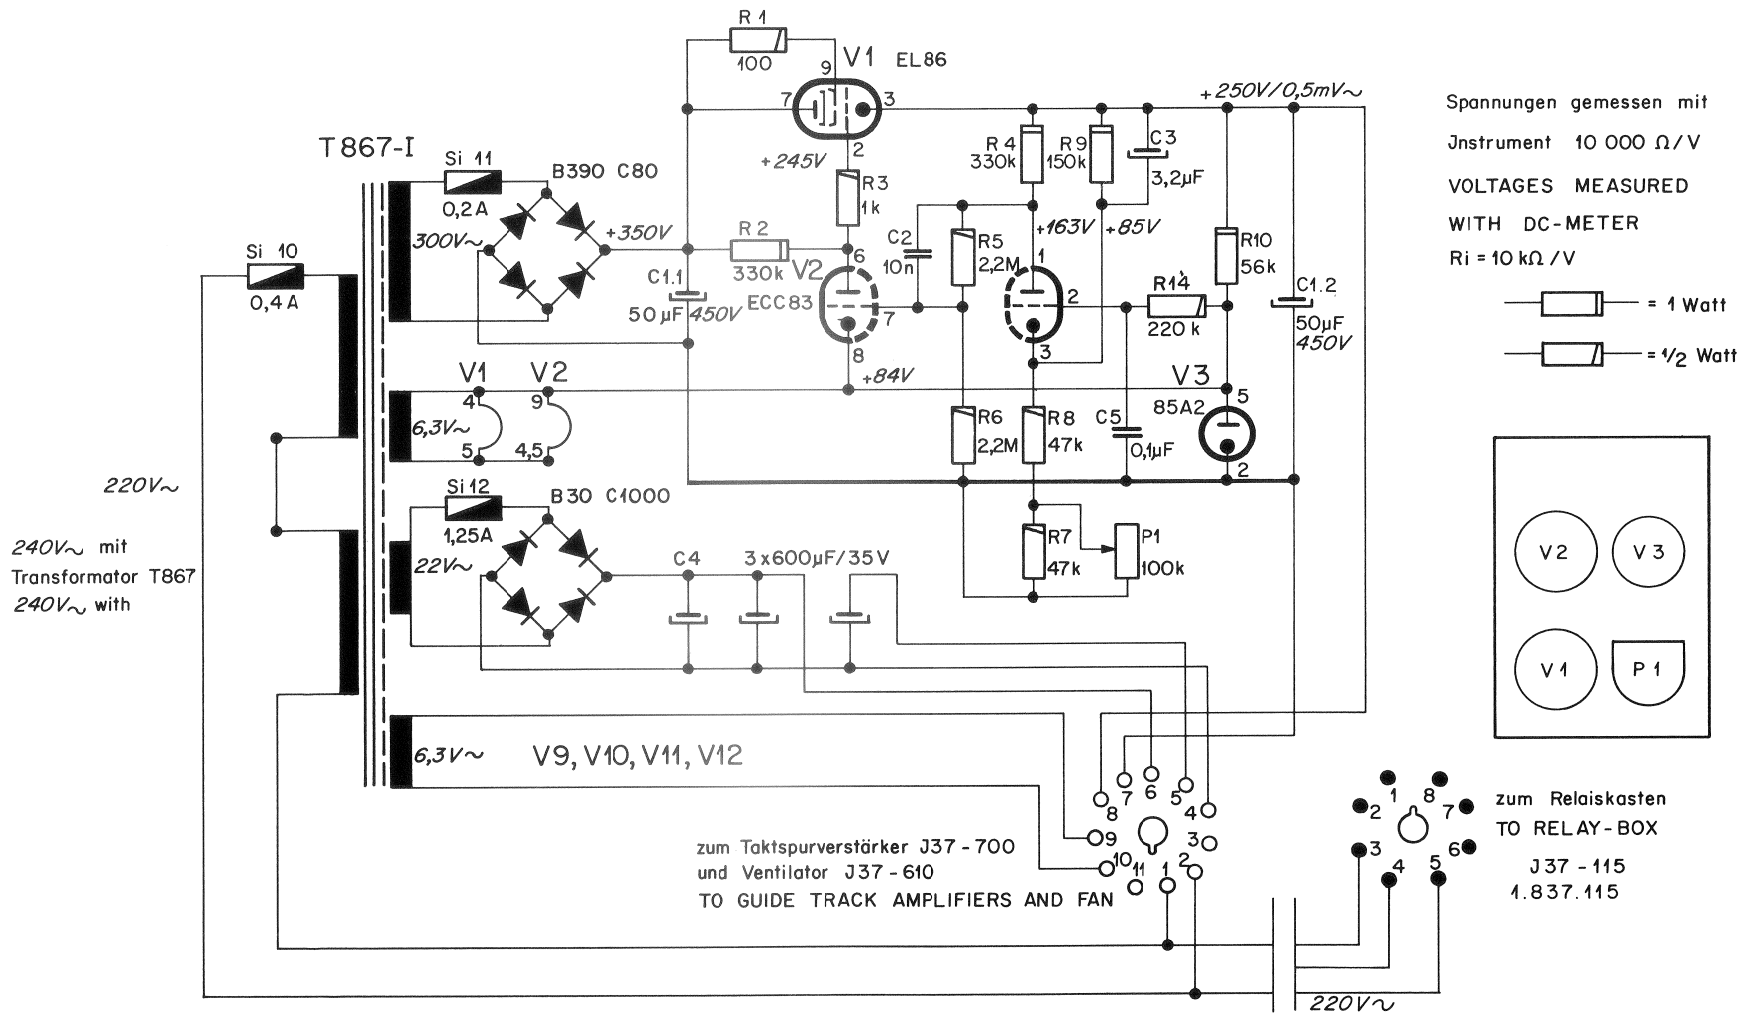 R 1
100
9
V1 EL86
7
3
2
+250V/0,5mV~
T867-I
Si 11
0,2A
B390 C80
300V~
+350V
+245V
R3
1k
R 2
330k
C1.1
50µF 450V
V2
ECC83
6
7
8
+84V
R 4
330k
R 9
150k
C3
3,2µF
+163V
+85V
C2
10n
R5
2,2M
1
2
3
R14
220 k
R10
56k
C1.2
50µF
450V
Si 10
0,4 A
V1
V2
4
9
6,3V~
5
4,5
R6
2,2M
R8
47k
C5
0,1µF
V3
85A2
5
2
220V~
Si 12
1,25A
B30 C1000
22V~
C4
3x600µF/35V
R7
47k
P1
100k
240V~ mit
Transformator T867
240V~ with
6,3V~
V9, V10, V11, V12
7
6
5
8
4
9
3
10
11
1
2
zum Taktspurverstärker J37-700
und Ventilator J37-610
TO GUIDE TRACK AMPLIFIERS AND FAN
1
8
2
7
3
6
4
5
zum Relaiskasten
TO RELAY-BOX
J37-115
1.837.115
220V~
Spannungen gemessen mit
Jnstrument 10 000 Ω/V
VOLTAGES MEASURED
WITH DC-METER
Ri = 10 kΩ/V
= 1 Watt
= 1/2 Watt
V 2
V 3
V 1
P 1